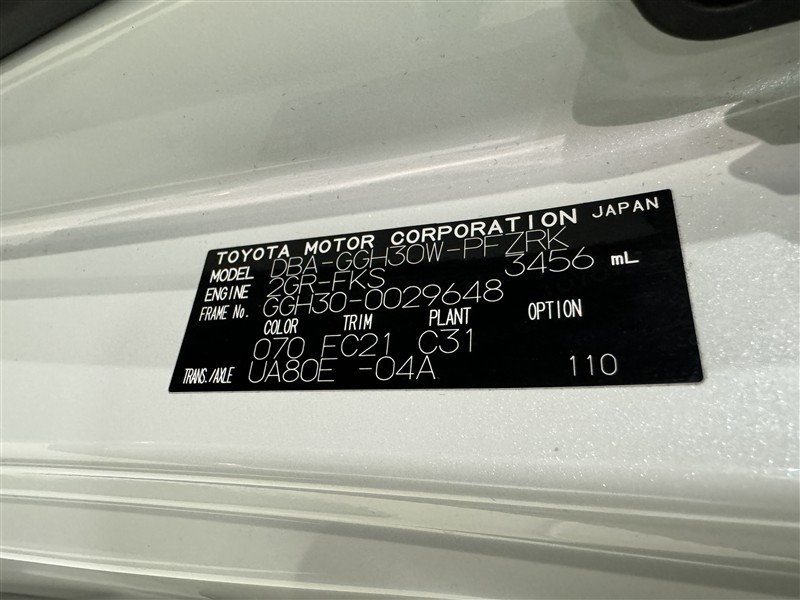 TOYOTA MOTOR CORPORATION JAPAN
MODEL DBA-GGH30W-PFZRK
ENGINE 2GR-FKS 3456 mL
FRAME No. GGH30-0029648
COLOR TRIM PLANT OPTION
070 FC21 C31
TRANS./AXLE UA80E -04A 110